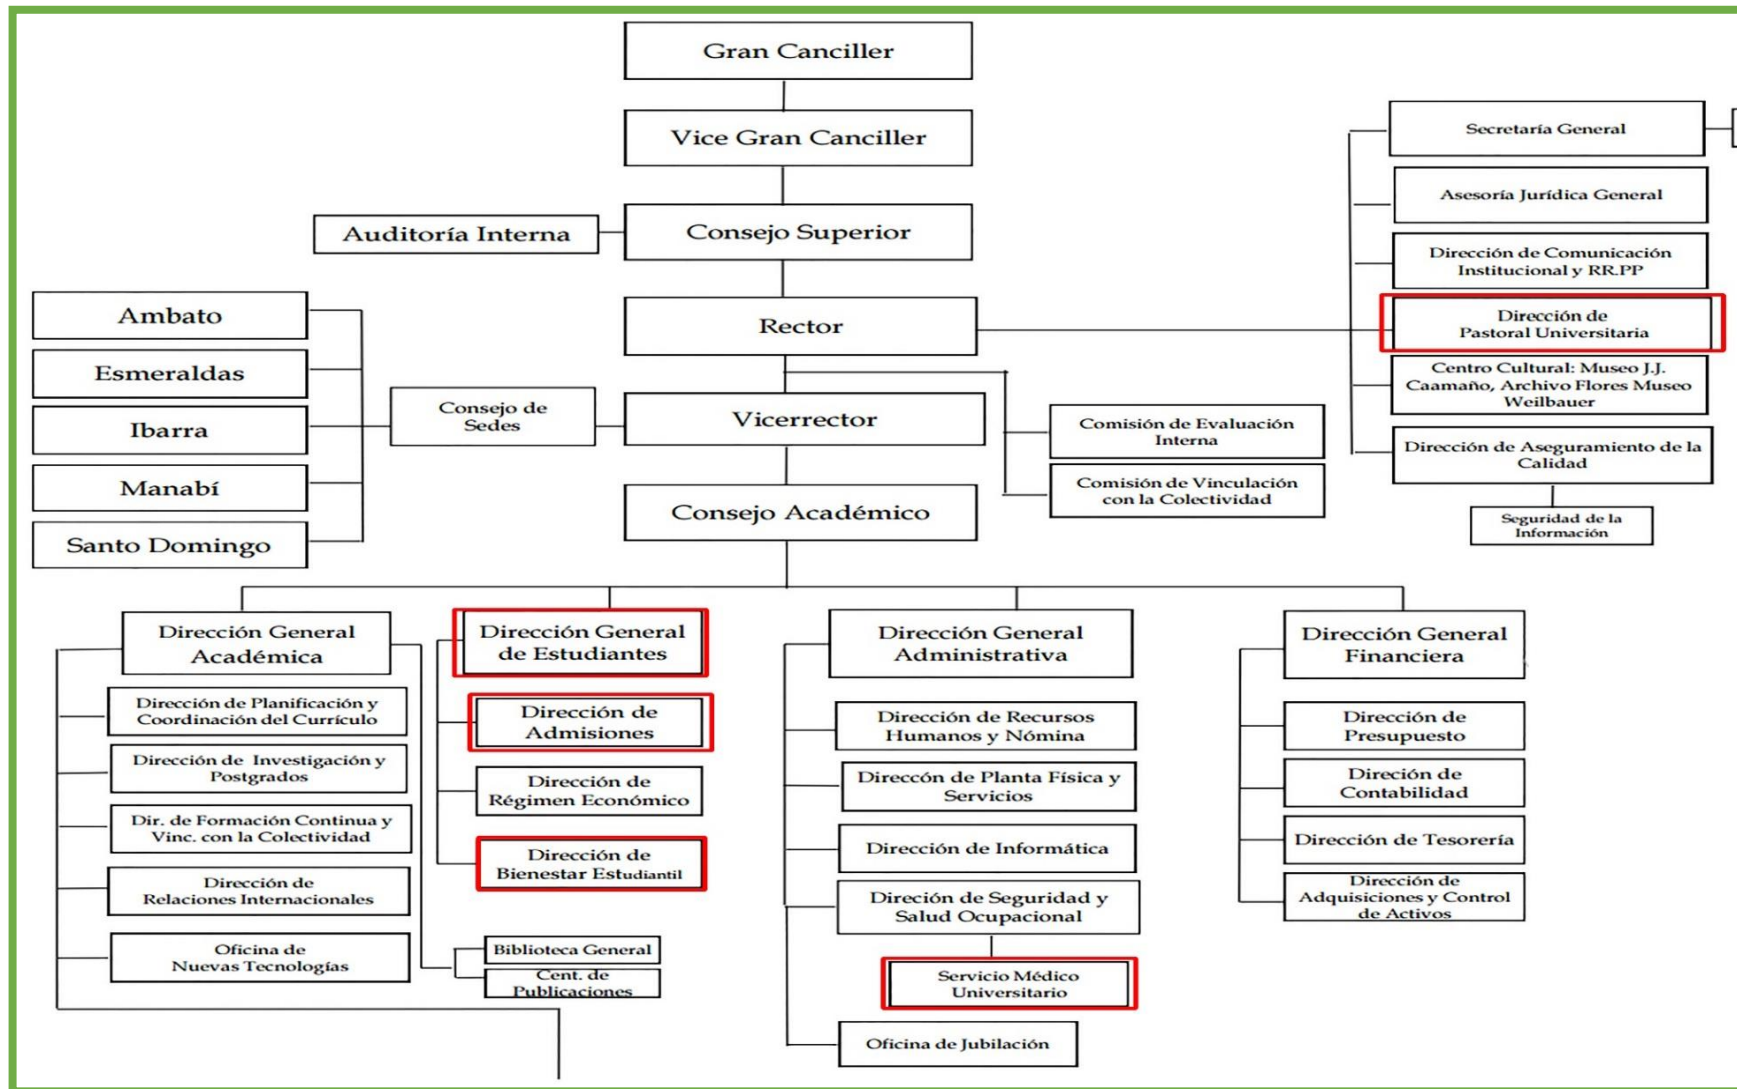 Gran Canciller
Vice Gran Canciller
Secretaría General
Asesoría Jurídica General
Auditoría Interna
Consejo Superior
Dirección de Comunicación
Institucional y RR.PP
Ambato
Rector
Dirección de
Pastoral Universitaria
Esmeraldas
Centro Cultural: Museo J.J.
Caamaño, Archivo Flores Museo
Weilbauer
Consejo de
Sedes
Vicerrector
Ibarra
Comisión de Evaluación
Interna
Dirección de Aseguramiento de la
Calidad
Manabí
Comisión de Vinculación
con la Colectividad
Consejo Académico
Seguridad de la
Información
Santo Domingo
Dirección General
Académica
Dirección General
de Estudiantes
Dirección General
Administrativa
Dirección General
Financiera
Dirección de Planificación y
Coordinación del Currículo
Dirección de Investigación y
Postgrados
Dir. de Formación Continua y
Vinc. con la Colectividad
Dirección de
Relaciones Internacionales
Oficina de
Nuevas Tecnologías
Biblioteca General
Cent. de
Publicaciones
Dirección de
Admisiones
Dirección de
Régimen Económico
Dirección de
Bienestar Estudiantil
Dirección de Recursos
Humanos y Nómina
Direccón de Planta Física y
Servicios
Dirección de Informática
Direción de Seguridad y
Salud Ocupacional
Servicio Médico
Universitario
Oficina de Jubilación
Dirección de
Presupuesto
Direción de
Contabilidad
Dirección de Tesorería
Dirección de
Adquisiciones y Control
de Activos